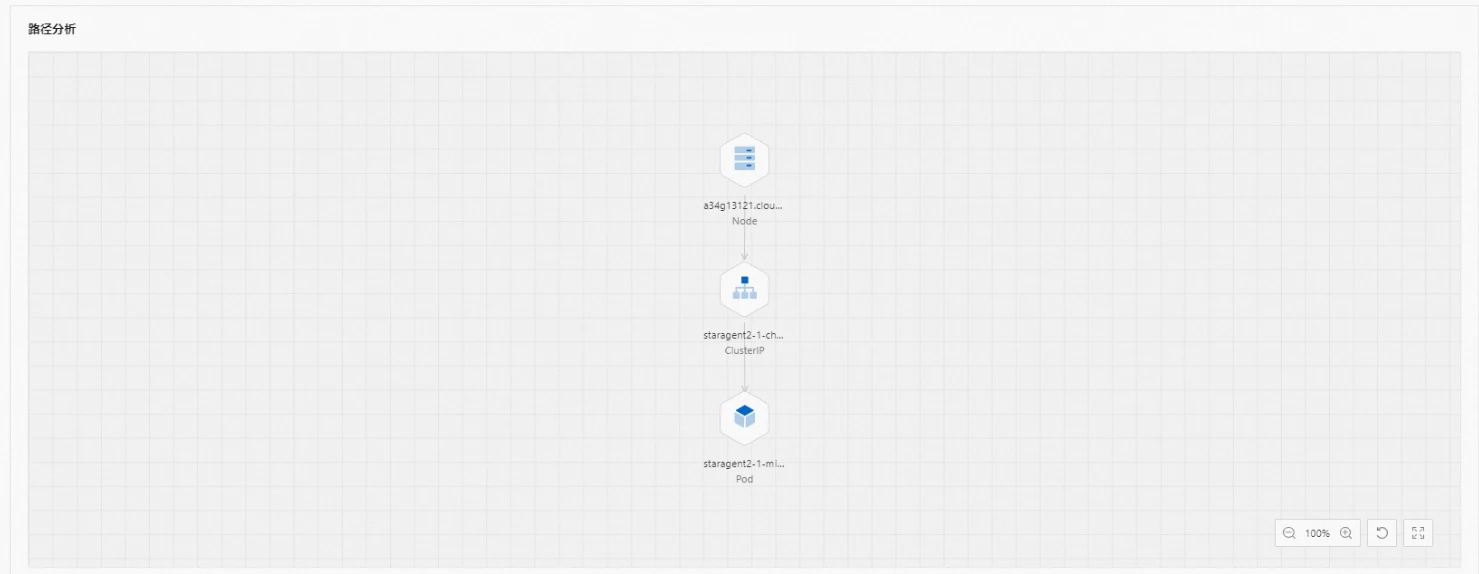 路径分析
a34g13121.clou...
Node
staragent2-1-ch...
ClusterIP
staragent2-1-mi...
Pod
100%